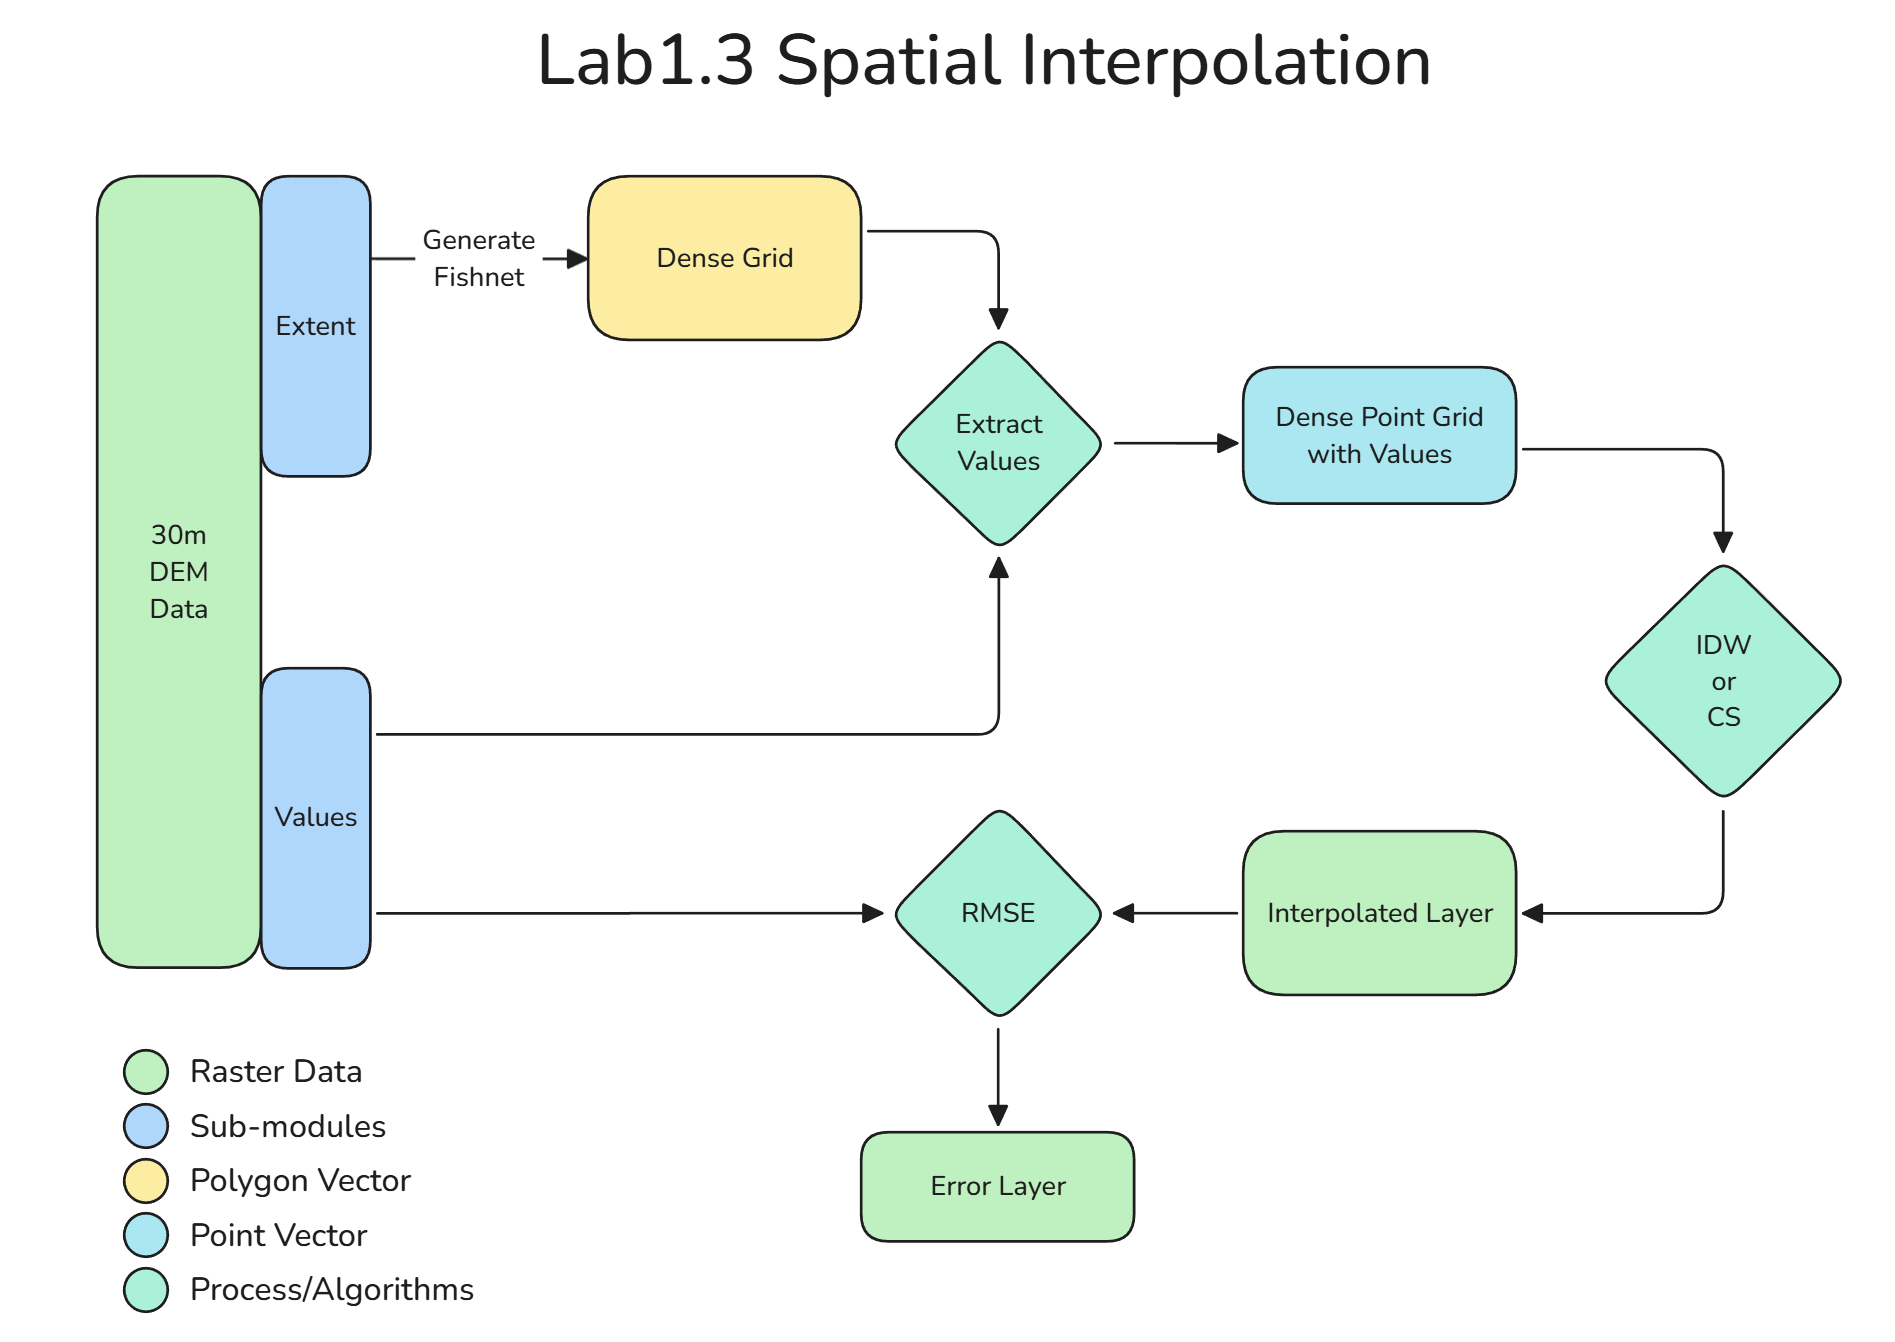 Lab1.3 Spatial Interpolation
Generate
Fishnet
Dense Grid
Extent
Extract
Values
Dense Point Grid
with Values
30m
DEM
Data
IDW
or
CS
Values
RMSE
Interpolated Layer
Error Layer
Raster Data
Sub-modules
Polygon Vector
Point Vector
Process/Algorithms